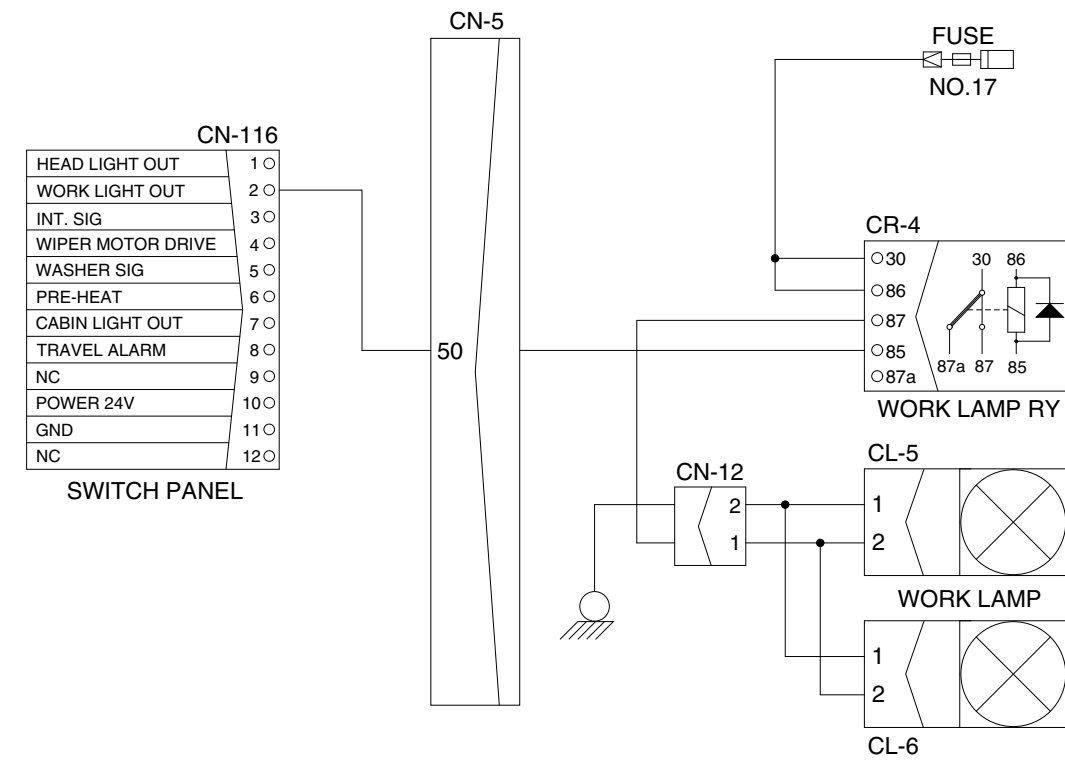 CN-5
FUSE
NO.17
CN-116
HEAD LIGHT OUT 1
WORK LIGHT OUT 2
INT. SIG 3
WIPER MOTOR DRIVE 4
WASHER SIG 5
PRE-HEAT 6
CABIN LIGHT OUT 7
TRAVEL ALARM 8
NC 9
POWER 24V 10
GND 11
NC 12
SWITCH PANEL
50
CR-4
30
86
87
85
87a
30 86
87a 87 85
WORK LAMP RY
CN-12
2
1
CL-5
1
2
WORK LAMP
1
2
CL-6